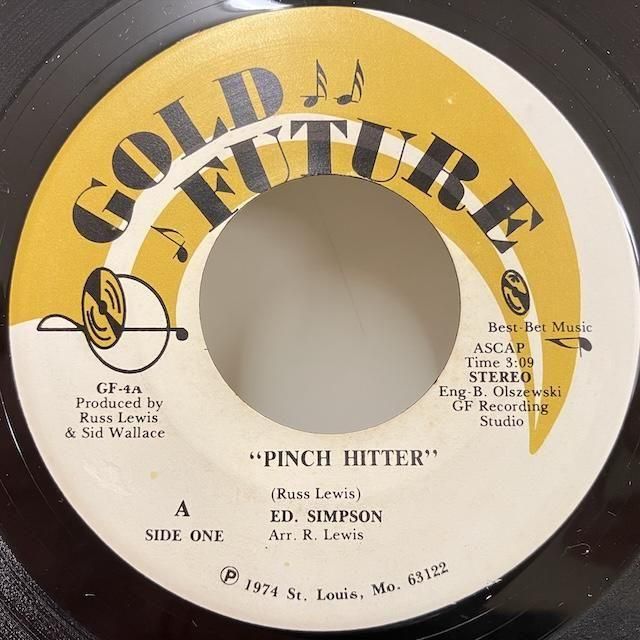 GOLD
FUTURE
Best-Bet Music
ASCAP
Time 3:09
STEREO
Eng-B. Olszewski
GF Recording
Studio
GF-4A
Produced by
Russ Lewis
& Sid Wallace
"PINCH HITTER"
A
SIDE ONE
(Russ Lewis)
ED. SIMPSON
Arr. R. Lewis
Ⓟ 1974 St. Louis, Mo. 63122